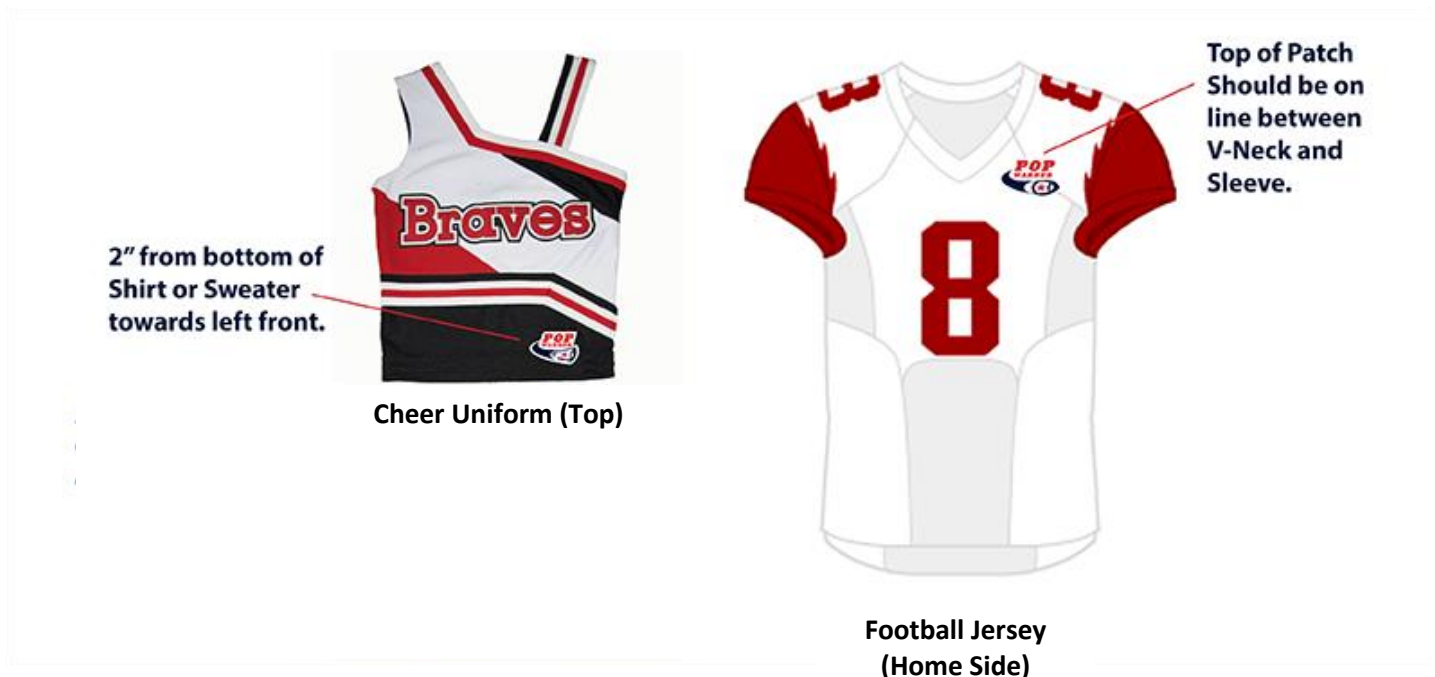 Top of Patch
Should be on
line between
V-Neck and
Sleeve.
8
8
POP
WARNER
Braves
8
2” from bottom of
Shirt or Sweater
towards left front.
POP
WARNER
Cheer Uniform (Top)
Football Jersey
(Home Side)